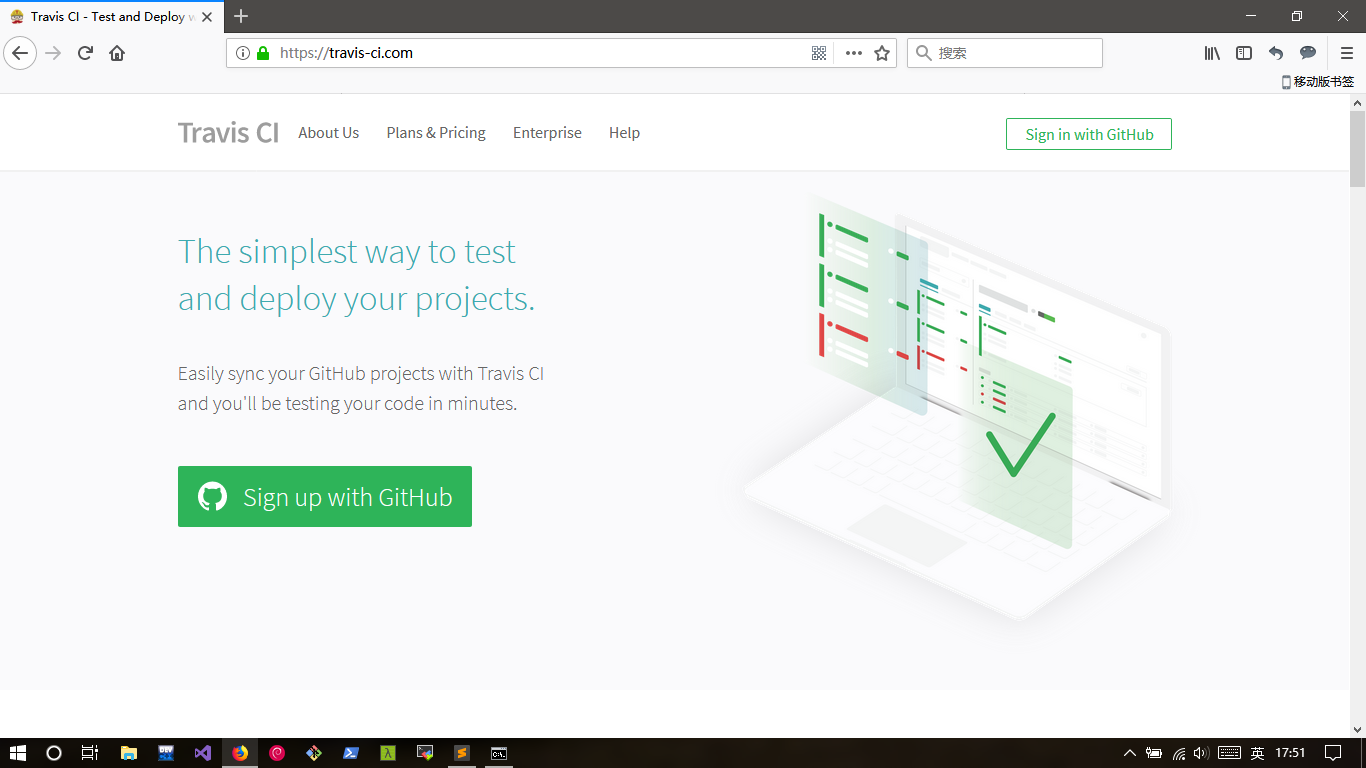 Travis CI - Test and Deploy
https://travis-ci.com
搜索
移动版书签
Travis CI
About Us
Plans & Pricing
Enterprise
Help
Sign in with GitHub
The simplest way to test
and deploy your projects.
Easily sync your GitHub projects with Travis CI
and you'll be testing your code in minutes.
Sign up with GitHub
英
17:51